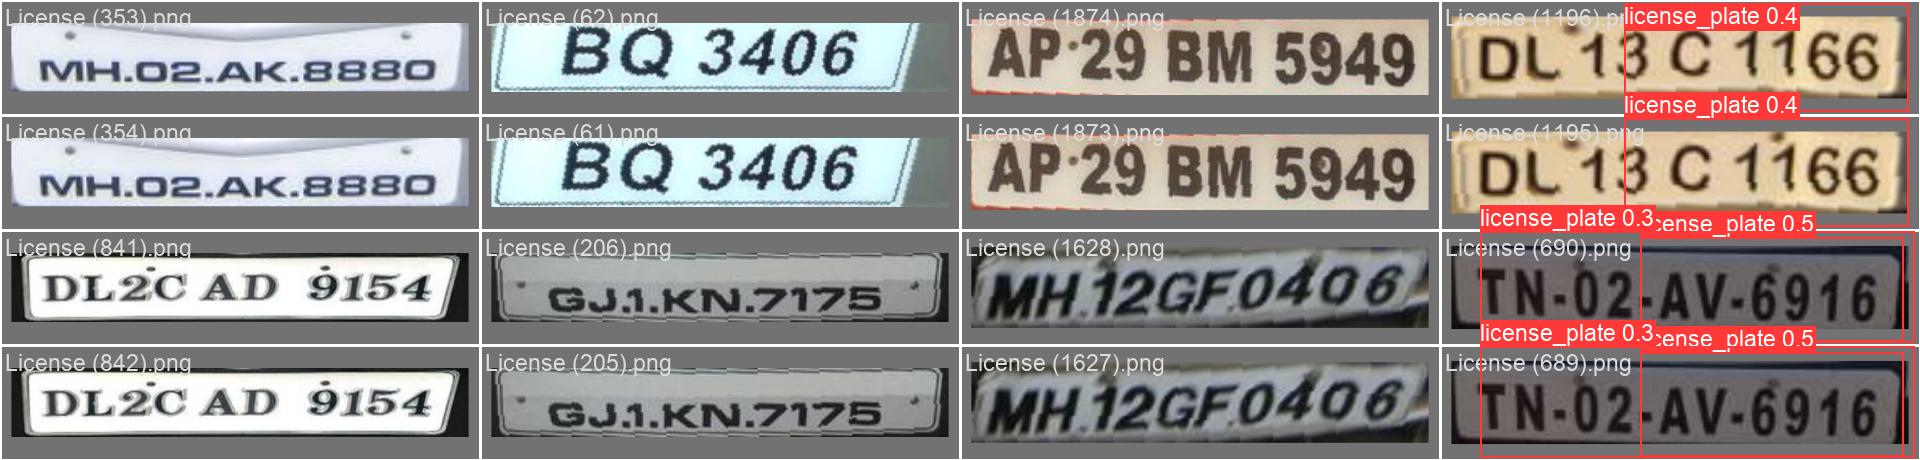 License (353).png
MH.02.AK.8880
License (62).png
BQ 3406
License (1874).png
AP 29 BM 5949
License (1196).png
license_plate 0.4
DL 13 C 1166
license_plate 0.4
License (354).png
MH.02.AK.8880
License (61).png
BQ 3406
License (1873).png
AP 29 BM 5949
License (1195).png
DL 13 C 1166
license_plate 0.3
cense_plate 0.5
License (841).png
DL2C AD 9154
License (206).png
GJ.1.KN.7175
License (1628).png
MH.12GF.0406
License (690).png
TN-02-AV-6916
license_plate 0.3
cense_plate 0.5
License (842).png
DL2C AD 9154
License (205).png
GJ.1.KN.7175
License (1627).png
MH.12GF.0406
License (689).png
TN-02-AV-6916